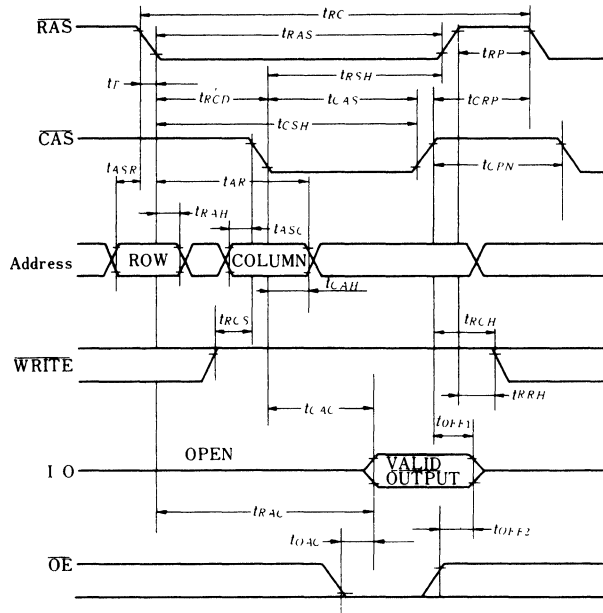 tRC
RAS
tRAS
tRP
tRSH
tT
tRCD
tCAS
tCRP
tCSH
CAS
tCPN
tASR
tAR
tRAH
tASC
Address
ROW
COLUMN
tCAH
tRCS
tRCH
WRITE
tRRH
tCAC
tOFF1
OPEN
I O
VALID
OUTPUT
tRAC
tOAC
tOFF2
OE